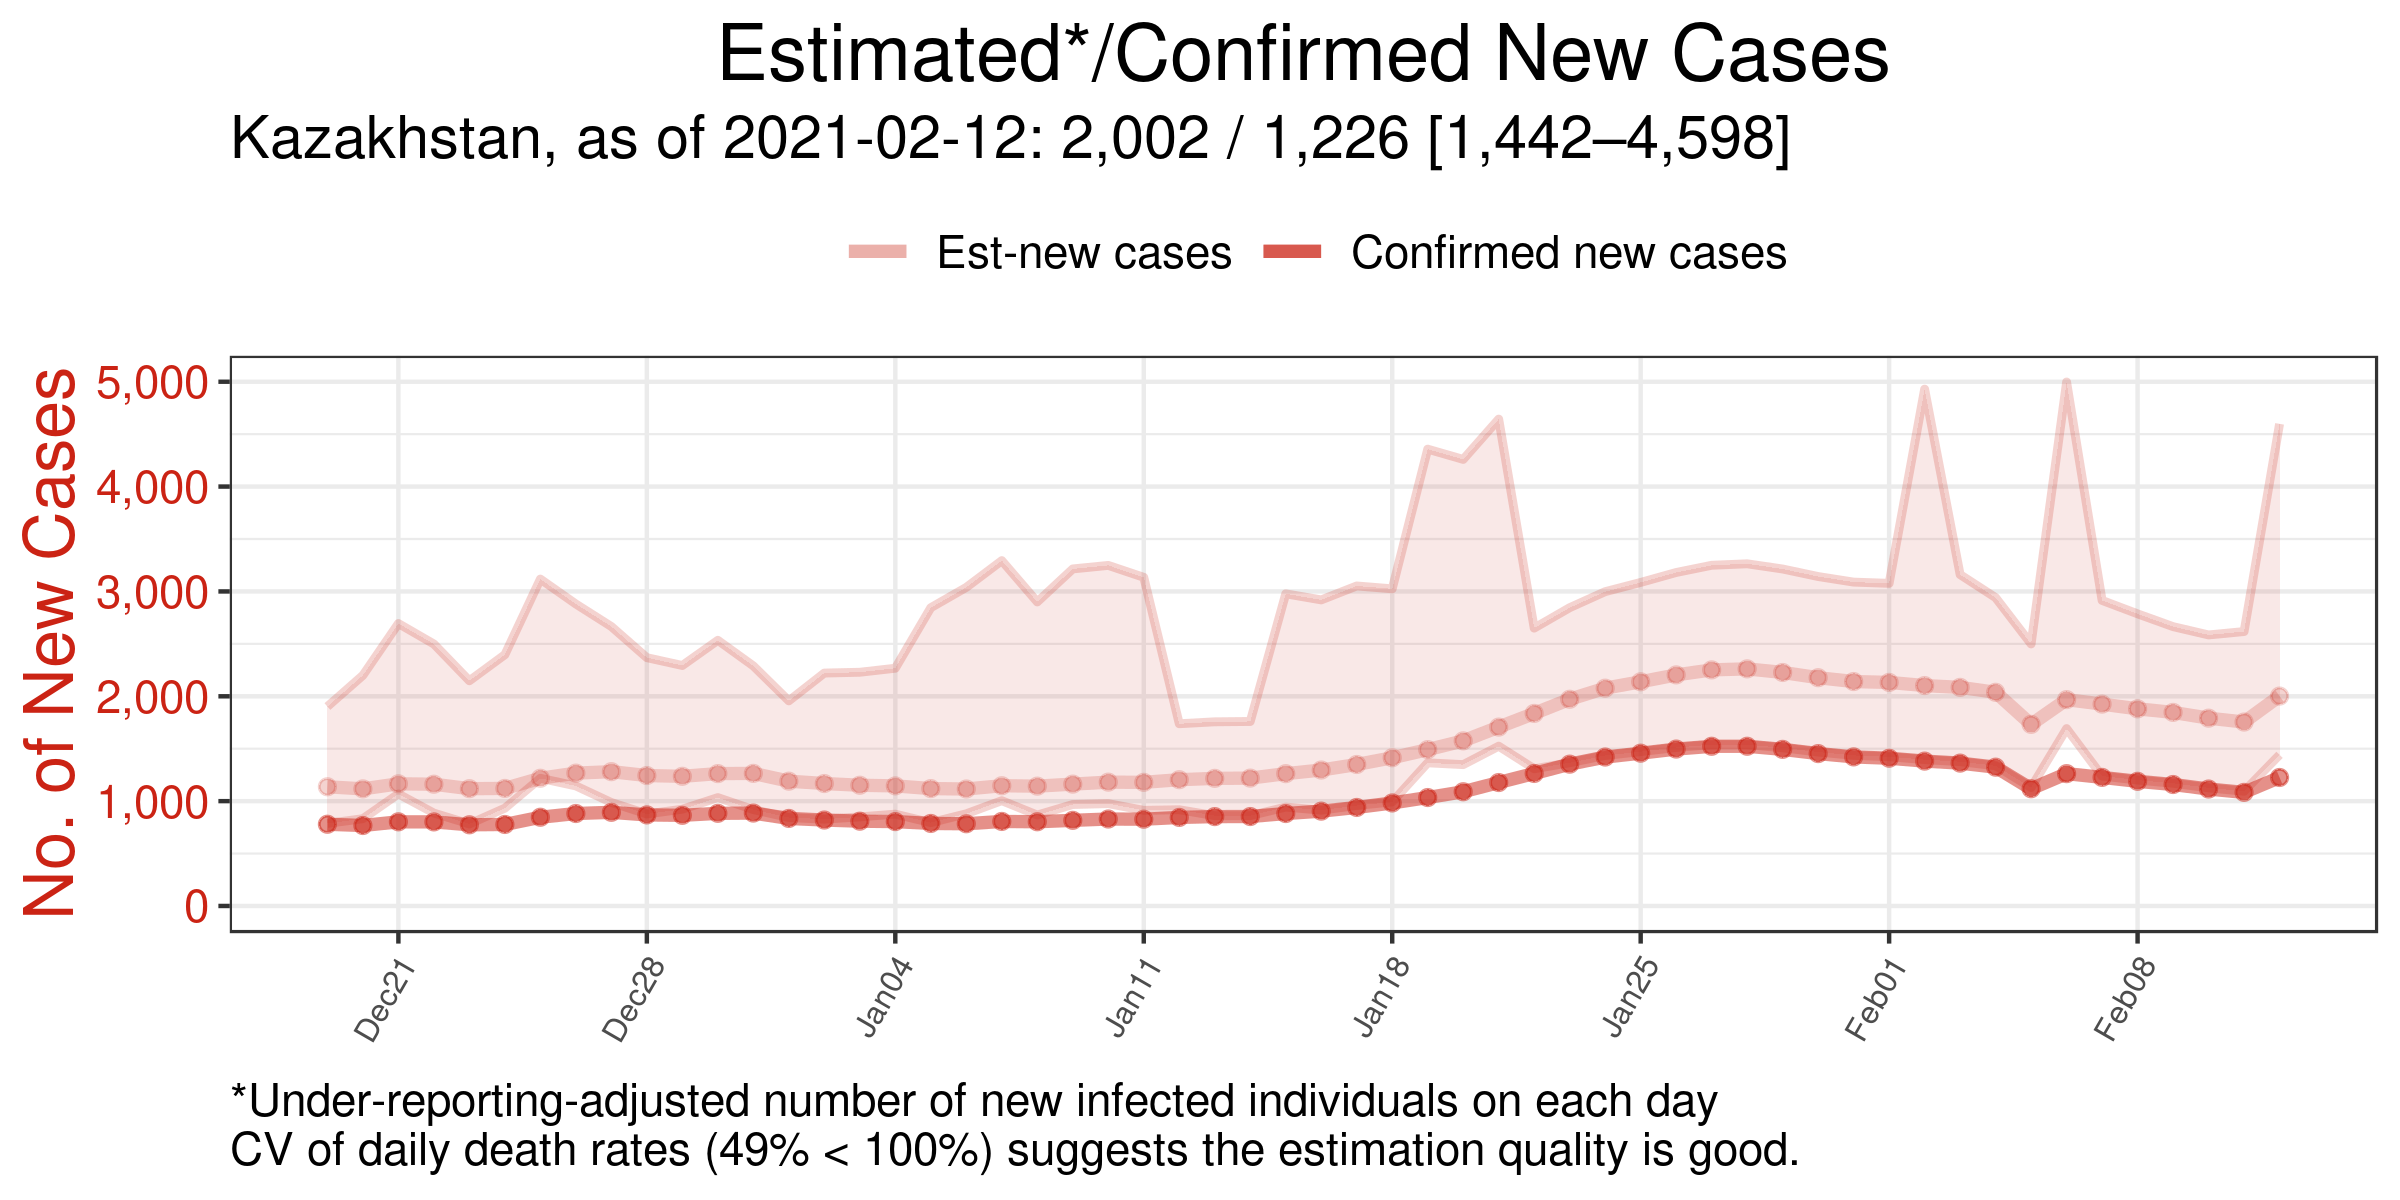 Estimated*/Confirmed New Cases
Kazakhstan, as of 2021-02-12: 2,002 / 1,226 [1,442–4,598]
Est-new cases
Confirmed new cases
No. of New Cases
5,000
4,000
3,000
2,000
1,000
0
Dec21
Dec28
Jan04
Jan11
Jan18
Jan25
Feb01
Feb08
*Under-reporting-adjusted number of new infected individuals on each day
CV of daily death rates (49% < 100%) suggests the estimation quality is good.